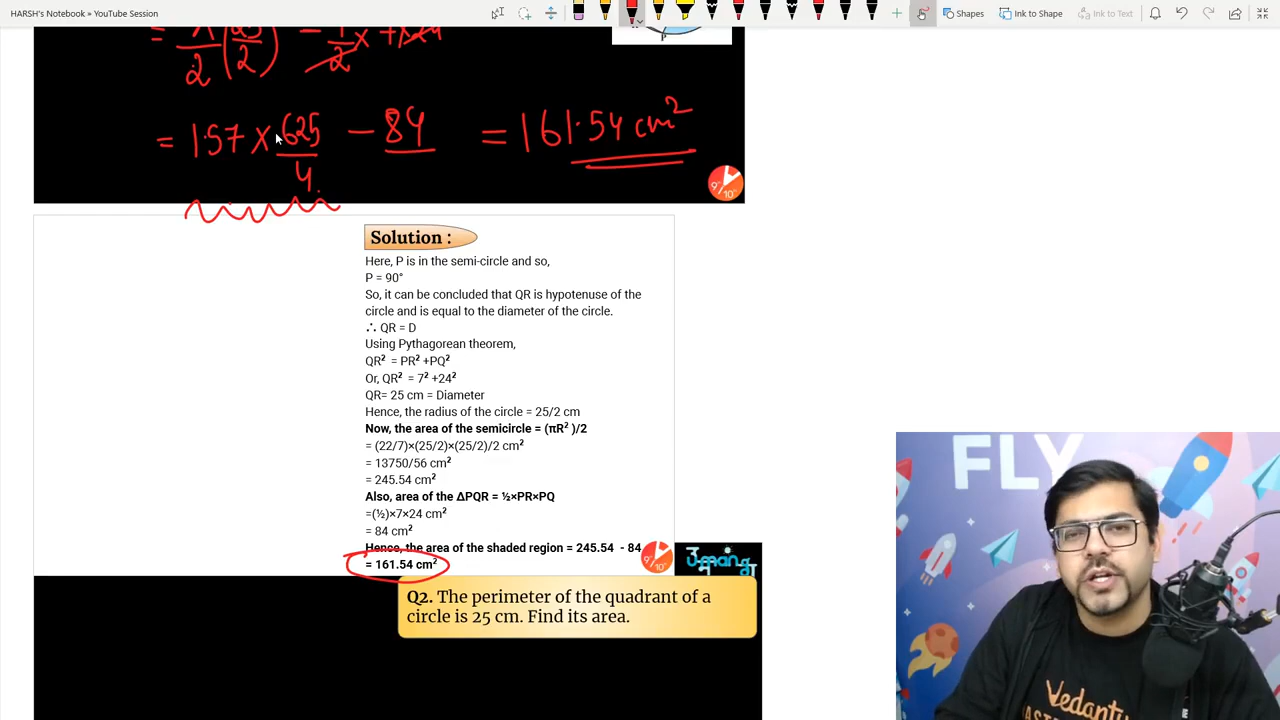 HARSH's Notebook » YouTube Session
Shapes
Ink to Shape
Ink to Text
= 1.57 × 625/4 − 84 = 161.54 cm²
9th/10th
Solution :
Here, P is in the semi-circle and so,
P = 90°
So, it can be concluded that QR is hypotenuse of the
circle and is equal to the diameter of the circle.
∴ QR = D
Using Pythagorean theorem,
QR² = PR² +PQ²
Or, QR² = 7² +24²
QR= 25 cm = Diameter
Hence, the radius of the circle = 25/2 cm
Now, the area of the semicircle = (πR² )/2
= (22/7)×(25/2)×(25/2)/2 cm²
= 13750/56 cm²
= 245.54 cm²
Also, area of the ΔPQR = ½×PR×PQ
=(½)×7×24 cm²
= 84 cm²
Hence, the area of the shaded region = 245.54 - 84
= 161.54 cm²
Q2. The perimeter of the quadrant of a
circle is 25 cm. Find its area.
FLY
Vedantu